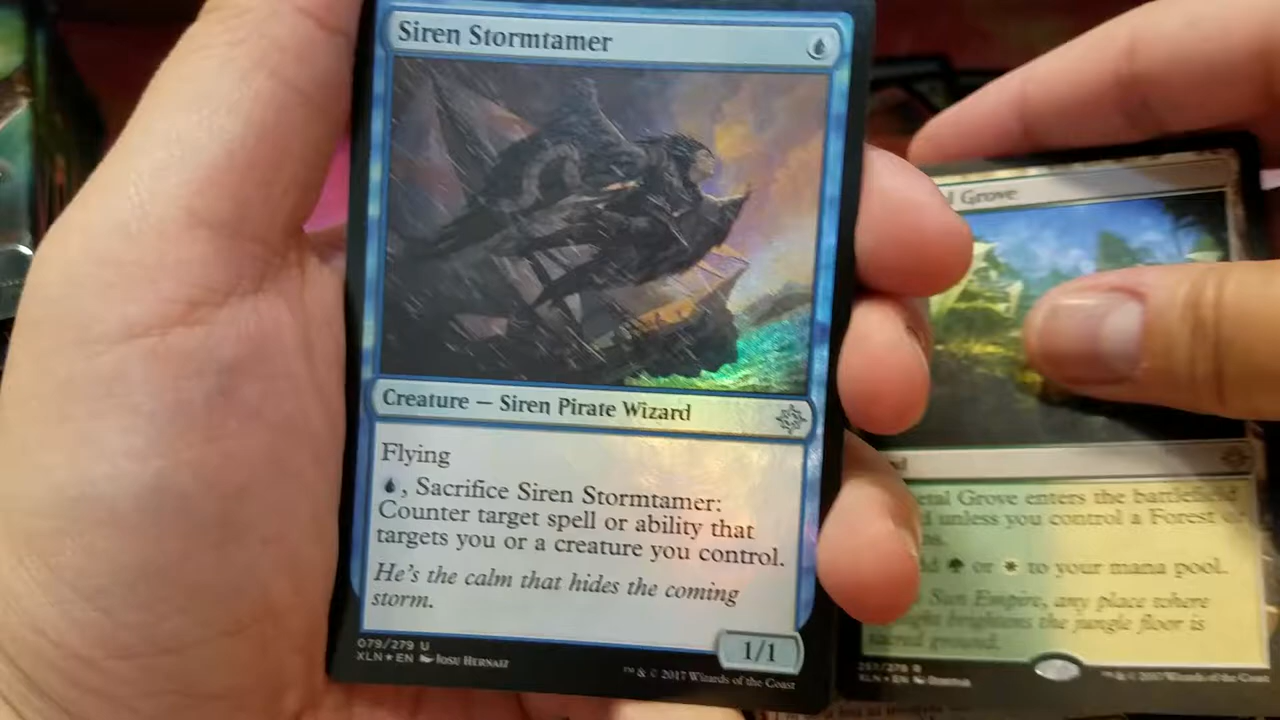 Siren Stormtamer
Creature — Siren Pirate Wizard
Flying
, Sacrifice Siren Stormtamer:
Counter target spell or ability that
targets you or a creature you control.
He's the calm that hides the coming
storm.
1/1
079/279 U
XLN ★ EN Josu Hernaiz
™ & © 2017 Wizards of the Coast
Grove
etal Grove enters the battlefield
unless you control a Forest
or to your mana pool.
Sun Empire, any place where
brightens the jungle floor is
sacred ground.
XLN EN
™ & © 2017 Wizards of the Coast